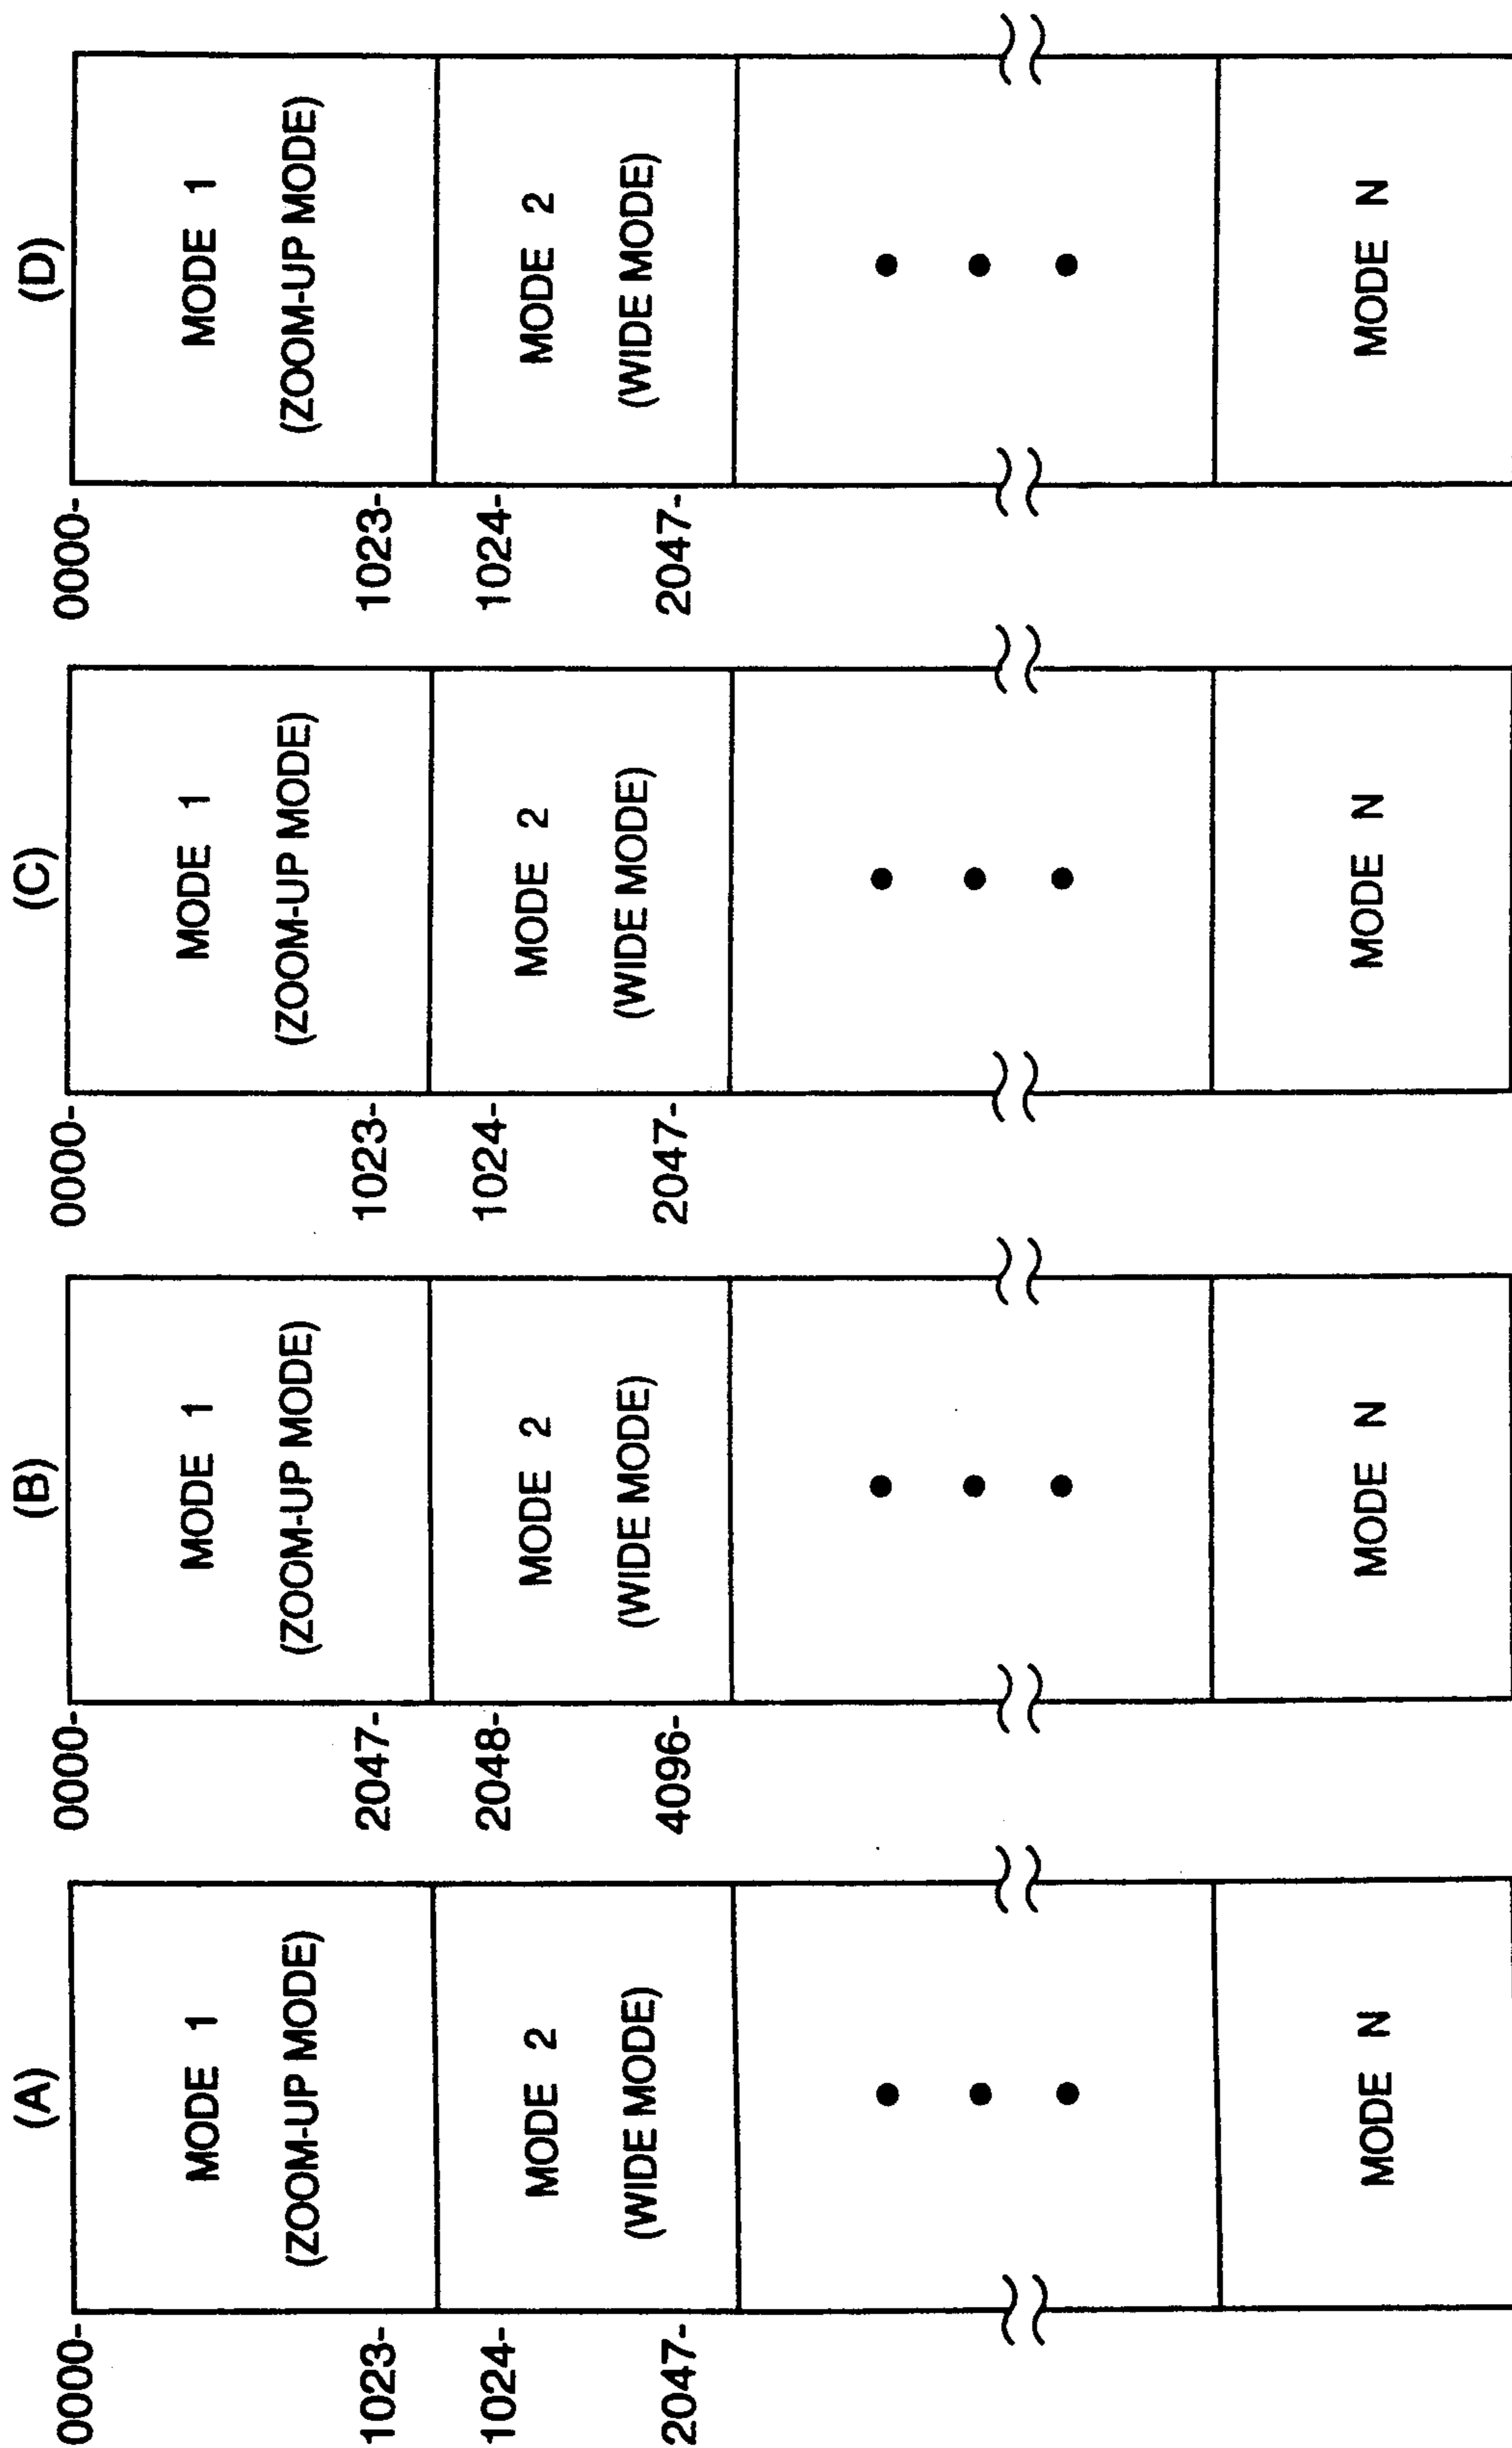 (A)
0000-
MODE 1
(ZOOM-UP MODE)
1023-
1024-
MODE 2
(WIDE MODE)
2047-
MODE N
(B)
0000-
MODE 1
(ZOOM-UP MODE)
2047-
2048-
MODE 2
(WIDE MODE)
4096-
MODE N
(C)
0000-
MODE 1
(ZOOM-UP MODE)
1023-
1024-
MODE 2
(WIDE MODE)
2047-
MODE N
(D)
0000-
MODE 1
(ZOOM-UP MODE)
1023-
1024-
MODE 2
(WIDE MODE)
2047-
MODE N